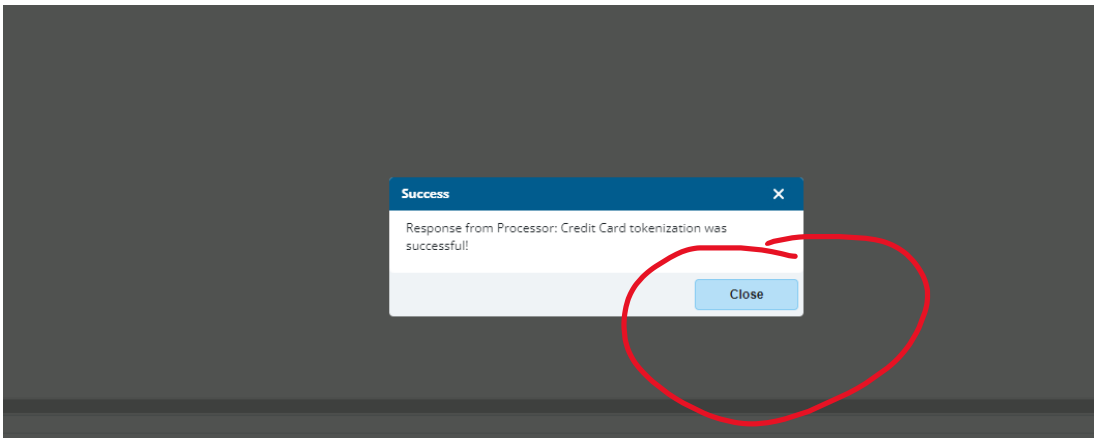 Success
Response from Processor: Credit Card tokenization was
successful!
Close